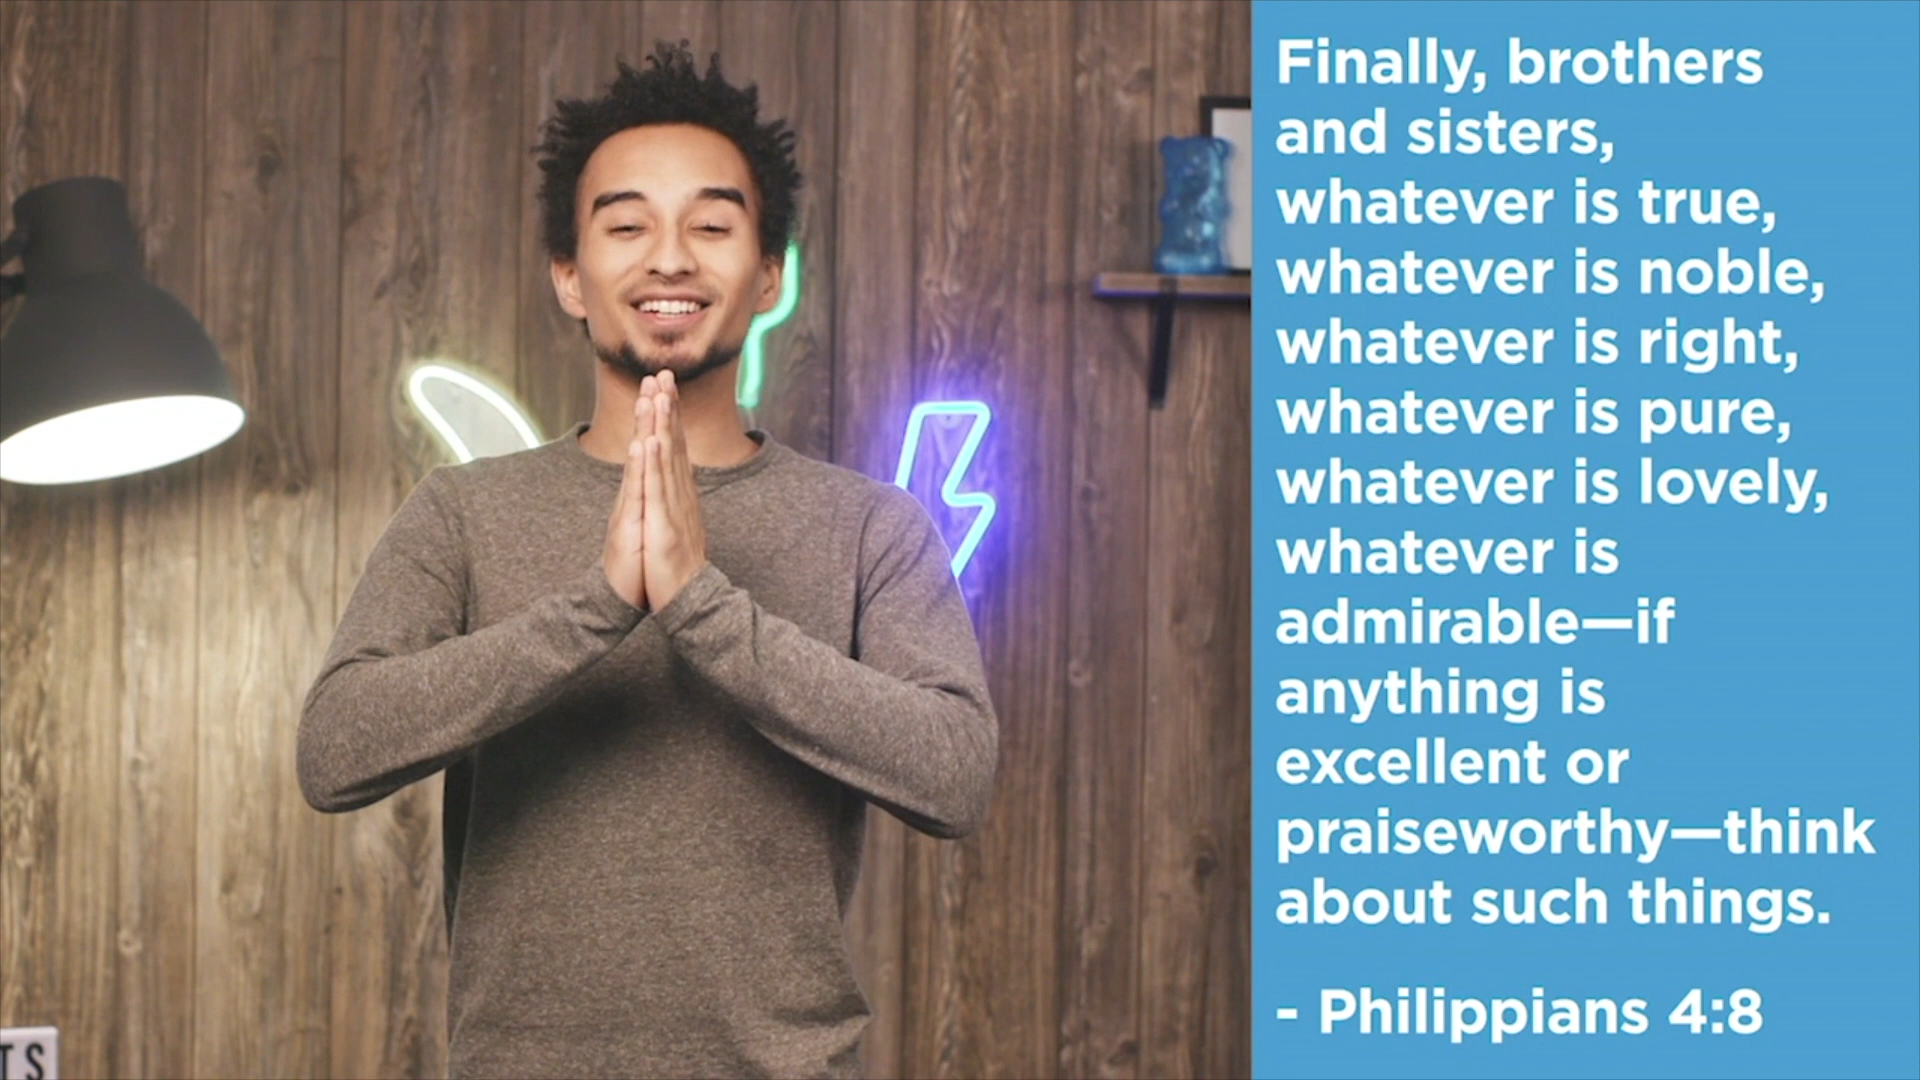 Finally, brothers
and sisters,
whatever is true,
whatever is noble,
whatever is right,
whatever is pure,
whatever is lovely,
whatever is
admirable—if
anything is
excellent or
praiseworthy—think
about such things.
- Philippians 4:8
TS